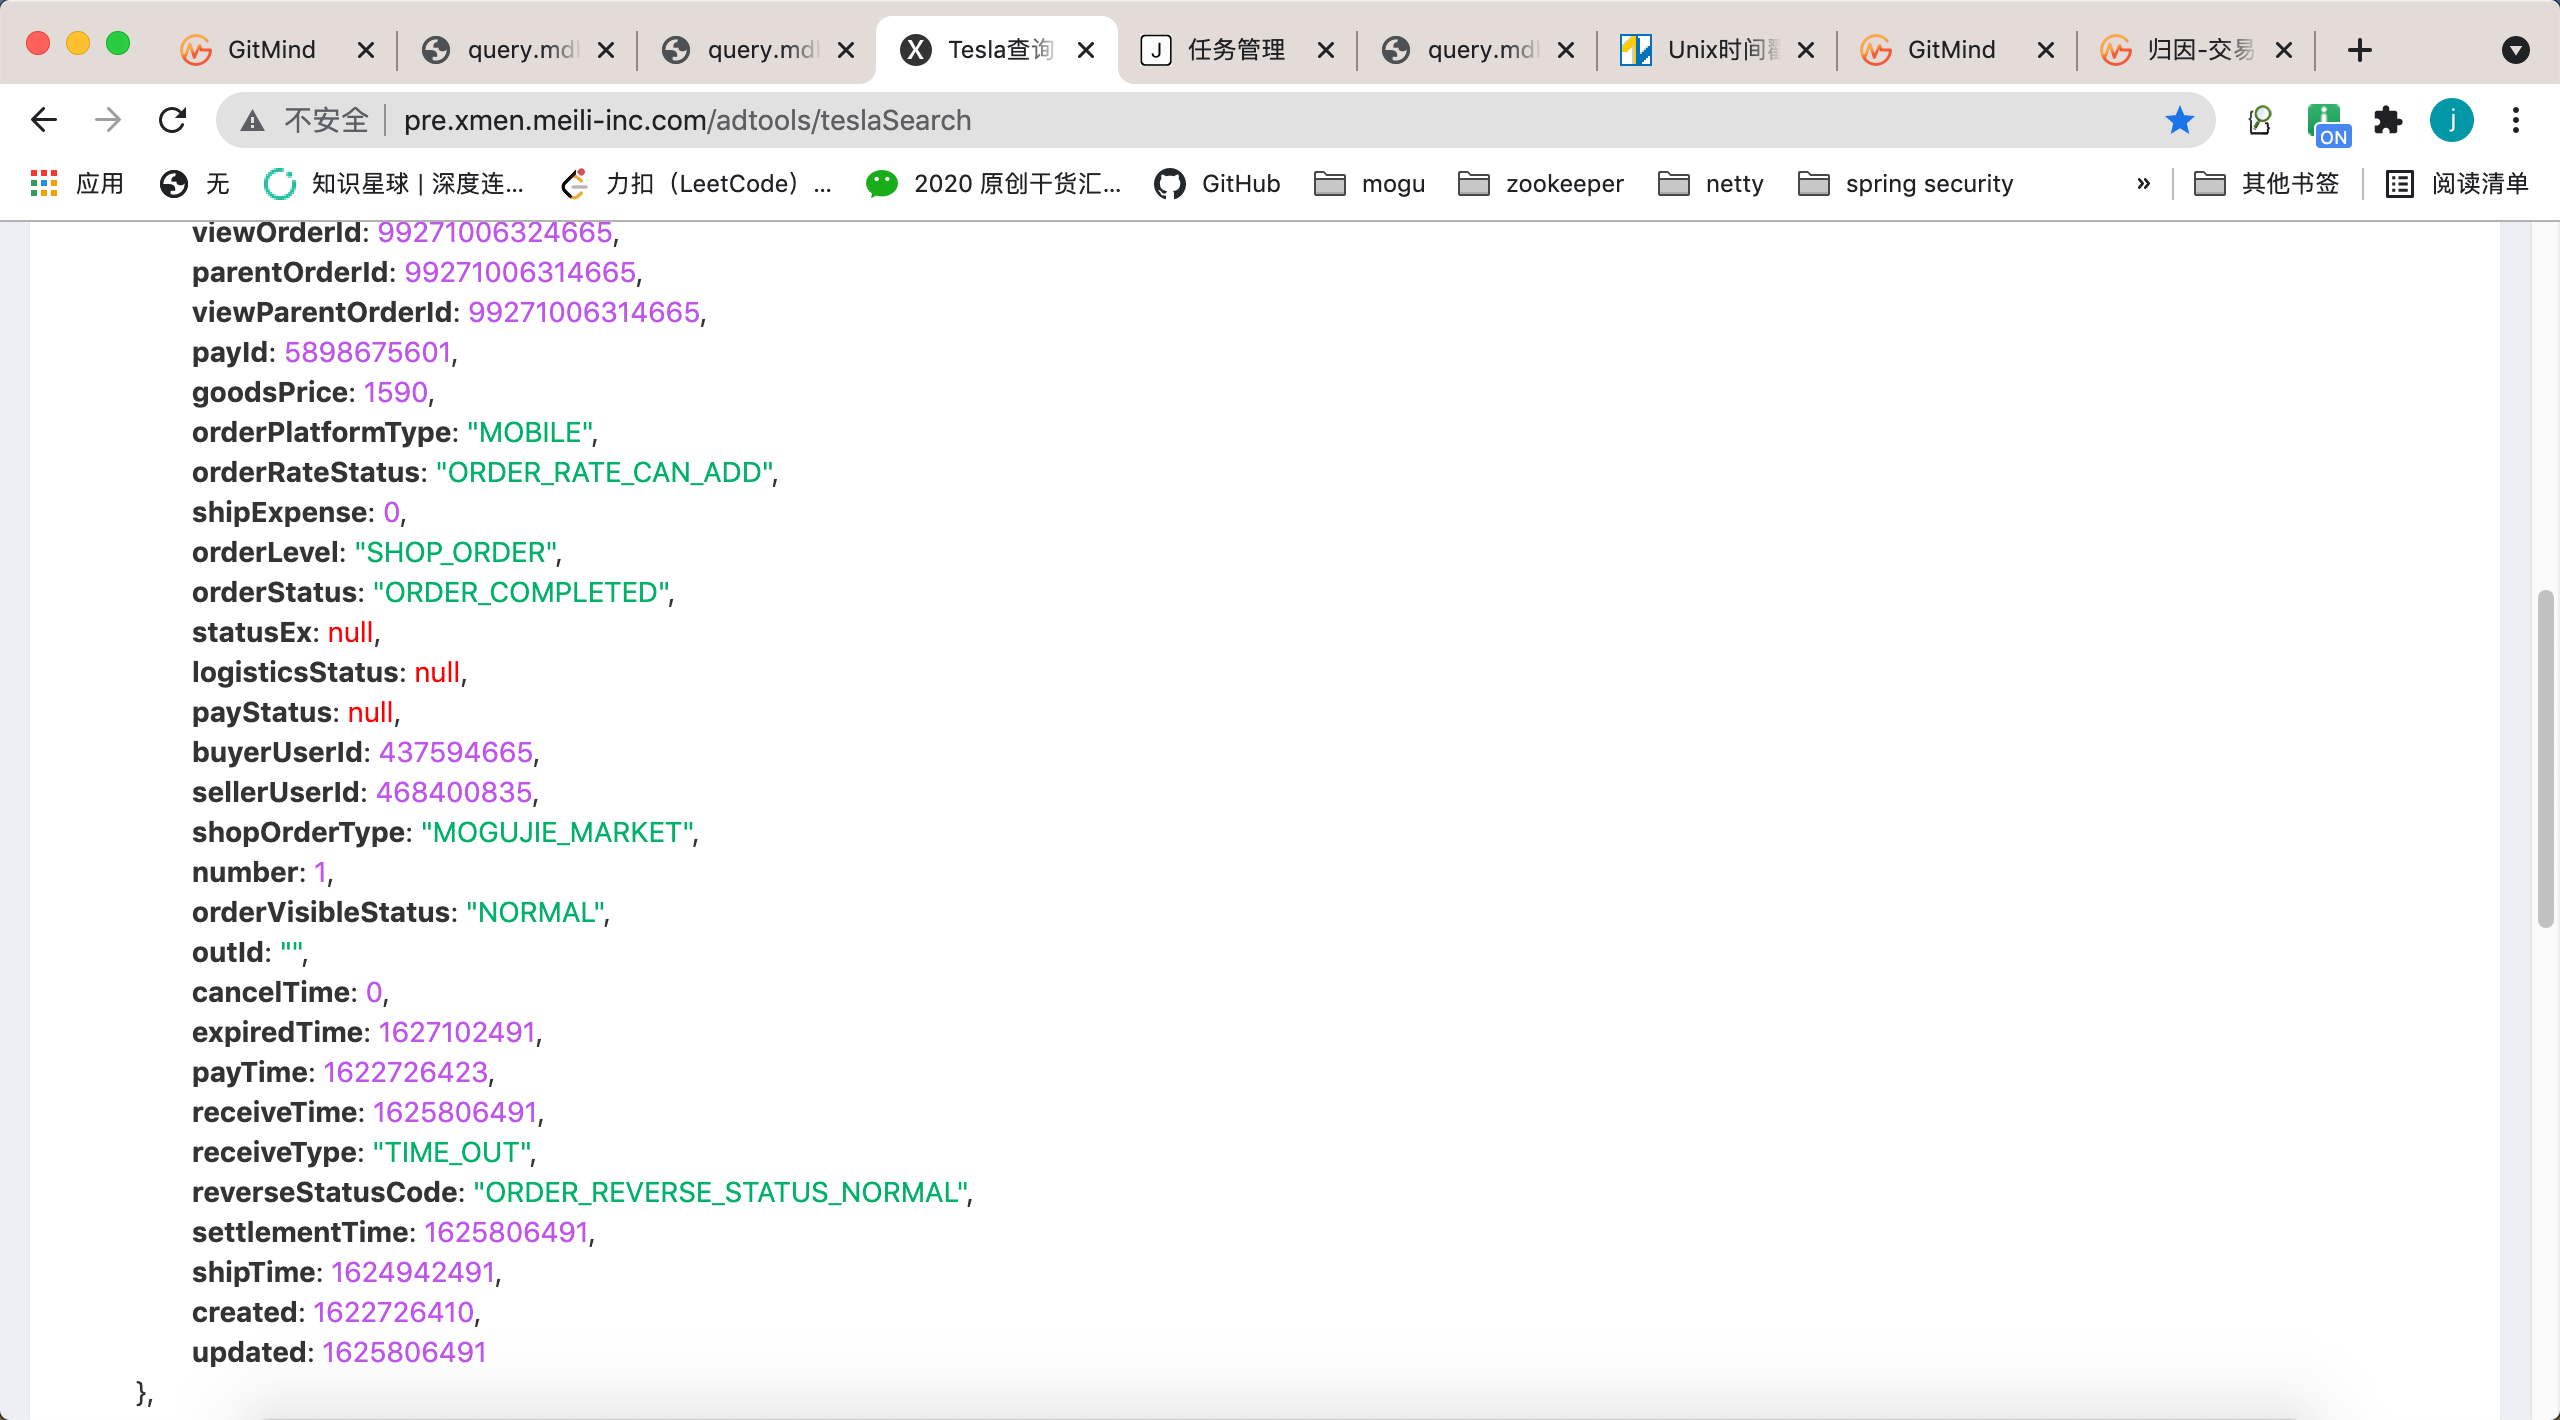 GitMind
query.md
query.md
Tesla查询
任务管理
query.md
Unix时间
GitMind
归因-交易
不安全 pre.xmen.meili-inc.com/adtools/teslaSearch
ON
j
应用
无
知识星球 | 深度连...
力扣（LeetCode）...
2020 原创干货汇...
GitHub
mogu
zookeeper
netty
spring security
»
其他书签
阅读清单
viewOrderId: 99271006324665,
parentOrderId: 99271006314665,
viewParentOrderId: 99271006314665,
payId: 5898675601,
goodsPrice: 1590,
orderPlatformType: "MOBILE",
orderRateStatus: "ORDER_RATE_CAN_ADD",
shipExpense: 0,
orderLevel: "SHOP_ORDER",
orderStatus: "ORDER_COMPLETED",
statusEx: null,
logisticsStatus: null,
payStatus: null,
buyerUserId: 437594665,
sellerUserId: 468400835,
shopOrderType: "MOGUJIE_MARKET",
number: 1,
orderVisibleStatus: "NORMAL",
outId: "",
cancelTime: 0,
expiredTime: 1627102491,
payTime: 1622726423,
receiveTime: 1625806491,
receiveType: "TIME_OUT",
reverseStatusCode: "ORDER_REVERSE_STATUS_NORMAL",
settlementTime: 1625806491,
shipTime: 1624942491,
created: 1622726410,
updated: 1625806491
},